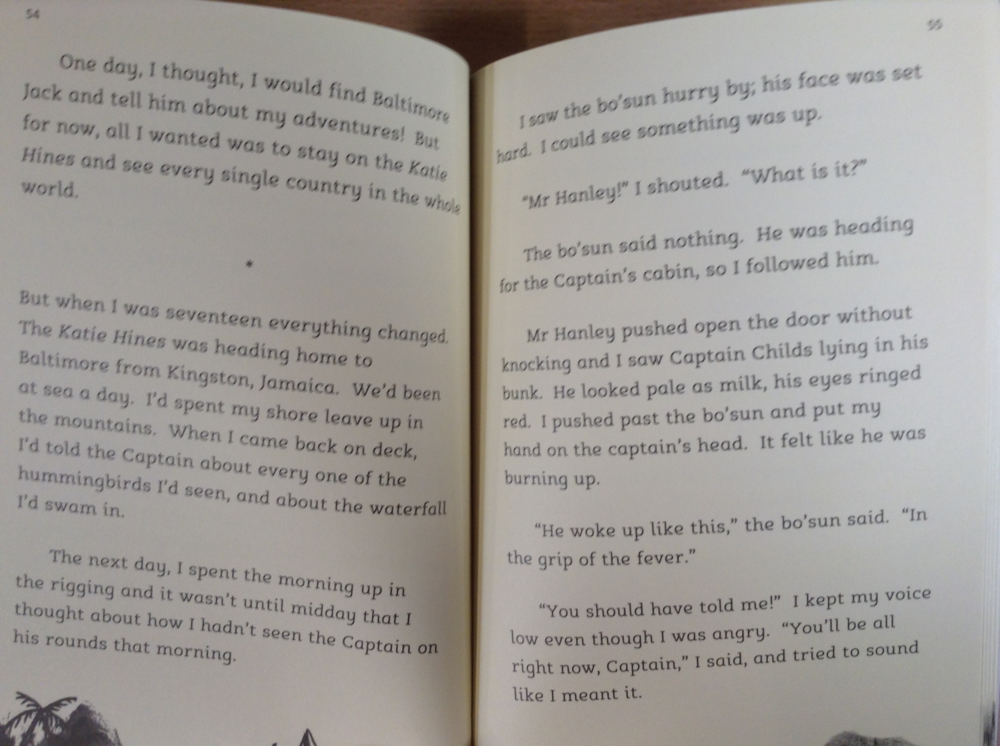 54
One day, I thought, I would find Baltimore
Jack and tell him about my adventures! But
for now, all I wanted was to stay on the Katie
Hines and see every single country in the whole
world.
*
But when I was seventeen everything changed.
The Katie Hines was heading home to
Baltimore from Kingston, Jamaica. We'd been
at sea a day. I'd spent my shore leave up in
the mountains. When I came back on deck,
I'd told the Captain about every one of the
hummingbirds I'd seen, and about the waterfall
I'd swam in.
The next day, I spent the morning up in
the rigging and it wasn't until midday that I
thought about how I hadn't seen the Captain on
his rounds that morning.
55
I saw the bo'sun hurry by; his face was set
hard. I could see something was up.
"Mr Hanley!" I shouted. "What is it?"
The bo'sun said nothing. He was heading
for the Captain's cabin, so I followed him.
Mr Hanley pushed open the door without
knocking and I saw Captain Childs lying in his
bunk. He looked pale as milk, his eyes ringed
red. I pushed past the bo'sun and put my
hand on the captain's head. It felt like he was
burning up.
"He woke up like this," the bo'sun said. "In
the grip of the fever."
"You should have told me!" I kept my voice
low even though I was angry. "You'll be all
right now, Captain," I said, and tried to sound
like I meant it.